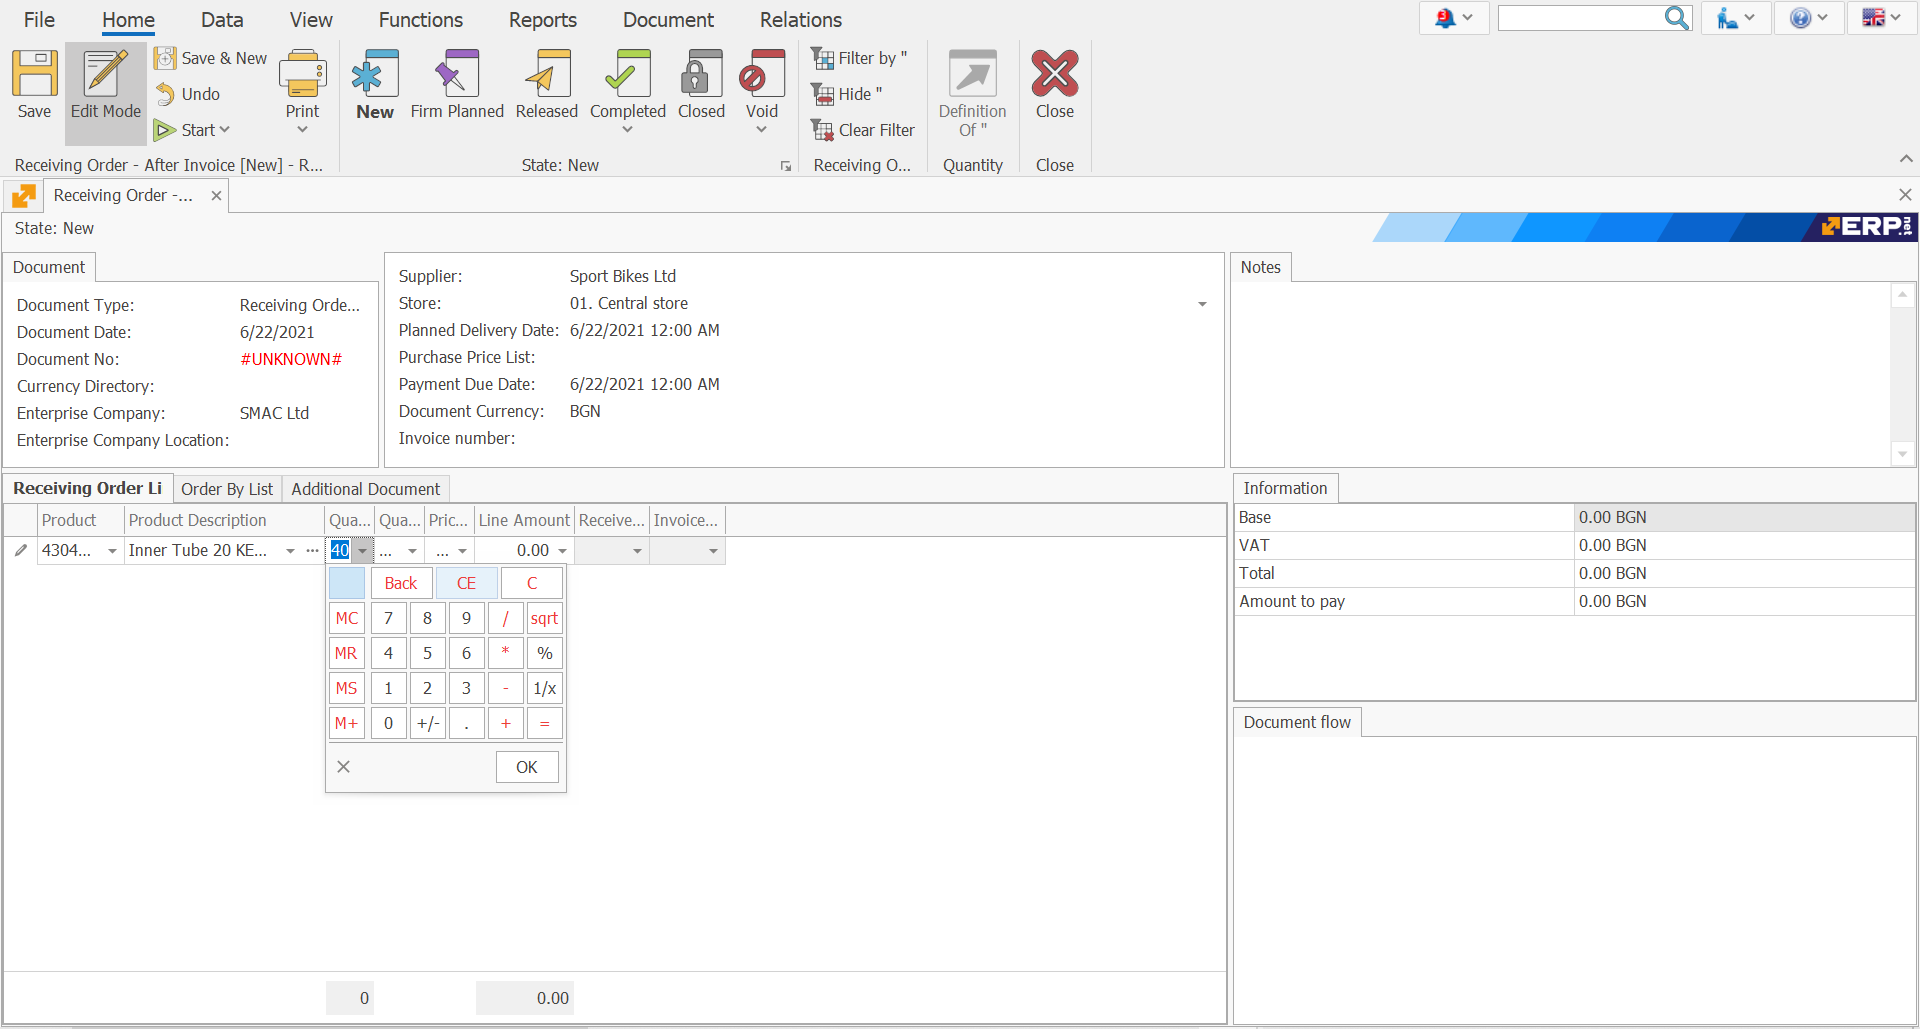 File Home Data View Functions Reports Document Relations
3
Save
Edit Mode
Save & New
Undo
Start
Print
New
Firm Planned
Released
Completed
Closed
Void
Filter by "
Hide "
Clear Filter
Definition
Of "
Close
Receiving Order - After Invoice [New] - R...
State: New
Receiving O...
Quantity
Close
Receiving Order -...
State: New
ERP.net
Document
Document Type: Receiving Orde...
Document Date: 6/22/2021
Document No: #UNKNOWN#
Currency Directory:
Enterprise Company: SMAC Ltd
Enterprise Company Location:
Supplier: Sport Bikes Ltd
Store: 01. Central store
Planned Delivery Date: 6/22/2021 12:00 AM
Purchase Price List:
Payment Due Date: 6/22/2021 12:00 AM
Document Currency: BGN
Invoice number:
Notes
Receiving Order Li Order By List Additional Document
Product Product Description Qua... Qua... Pric... Line Amount Receive... Invoice...
4304... Inner Tube 20 KE... ... 40 ... ... 0.00
Back CE C
MC 7 8 9 / sqrt
MR 4 5 6 * %
MS 1 2 3 - 1/x
M+ 0 +/- . + =
OK
0 0.00
Information
Base 0.00 BGN
VAT 0.00 BGN
Total 0.00 BGN
Amount to pay 0.00 BGN
Document flow